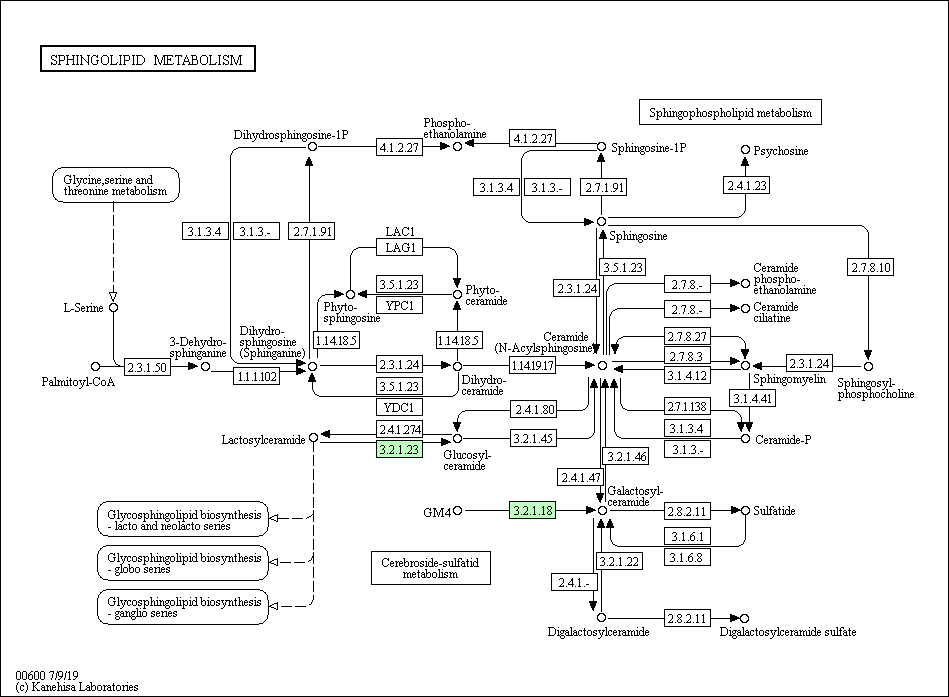 SPHINGOLIPID METABOLISM
Sphingophospholipid metabolism
Dihydrosphingosine-1P
4.1.2.27
Phospho-
ethanolamine
4.1.2.27
Sphingosine-1P
Psychosine
Glycine,serine and
threonine metabolism
3.1.3.4
3.1.3.-
2.7.1.91
2.4.1.23
3.1.3.4
3.1.3.-
2.7.1.91
LAC1
LAG1
Sphingosine
3.5.1.23
2.7.8.10
2.3.1.24
3.5.1.23
YPC1
Phyto-
sphingosine
Phyto-
ceramide
2.7.8.-
Ceramide
phospho-
ethanolamine
2.7.8.-
Ceramide
ciliatine
L-Serine
1.14.18.5
1.14.18.5
3-Dehydro-
sphinganine
Dihydro-
sphingosine
(Sphinganine)
Ceramide
(N-Acylsphingosine)
2.7.8.27
2.7.8.3
3.1.4.12
Palmitoyl-CoA
2.3.1.50
1.1.1.102
2.3.1.24
3.5.1.23
YDC1
Dihydro-
ceramide
1.14.19.17
Sphingomyelin
2.3.1.24
Sphingosyl-
phosphocholine
3.1.4.41
2.4.1.80
2.7.1.138
3.1.3.4
3.1.3.-
Ceramide-P
Lactosylceramide
2.4.1.274
3.2.1.23
Glucosyl-
ceramide
3.2.1.45
3.2.1.46
2.4.1.47
Galactosyl-
ceramide
GM4
3.2.1.18
2.8.2.11
Sulfatide
3.1.6.1
3.1.6.8
Glycosphingolipid biosynthesis
- lacto and neolacto series
Glycosphingolipid biosynthesis
- globo series
Glycosphingolipid biosynthesis
- ganglio series
Cerebroside-sulfatid
metabolism
3.2.1.22
2.4.1.-
Digalactosylceramide
2.8.2.11
Digalactosylceramide sulfate
00600 7/9/19
(c) Kanehisa Laboratories